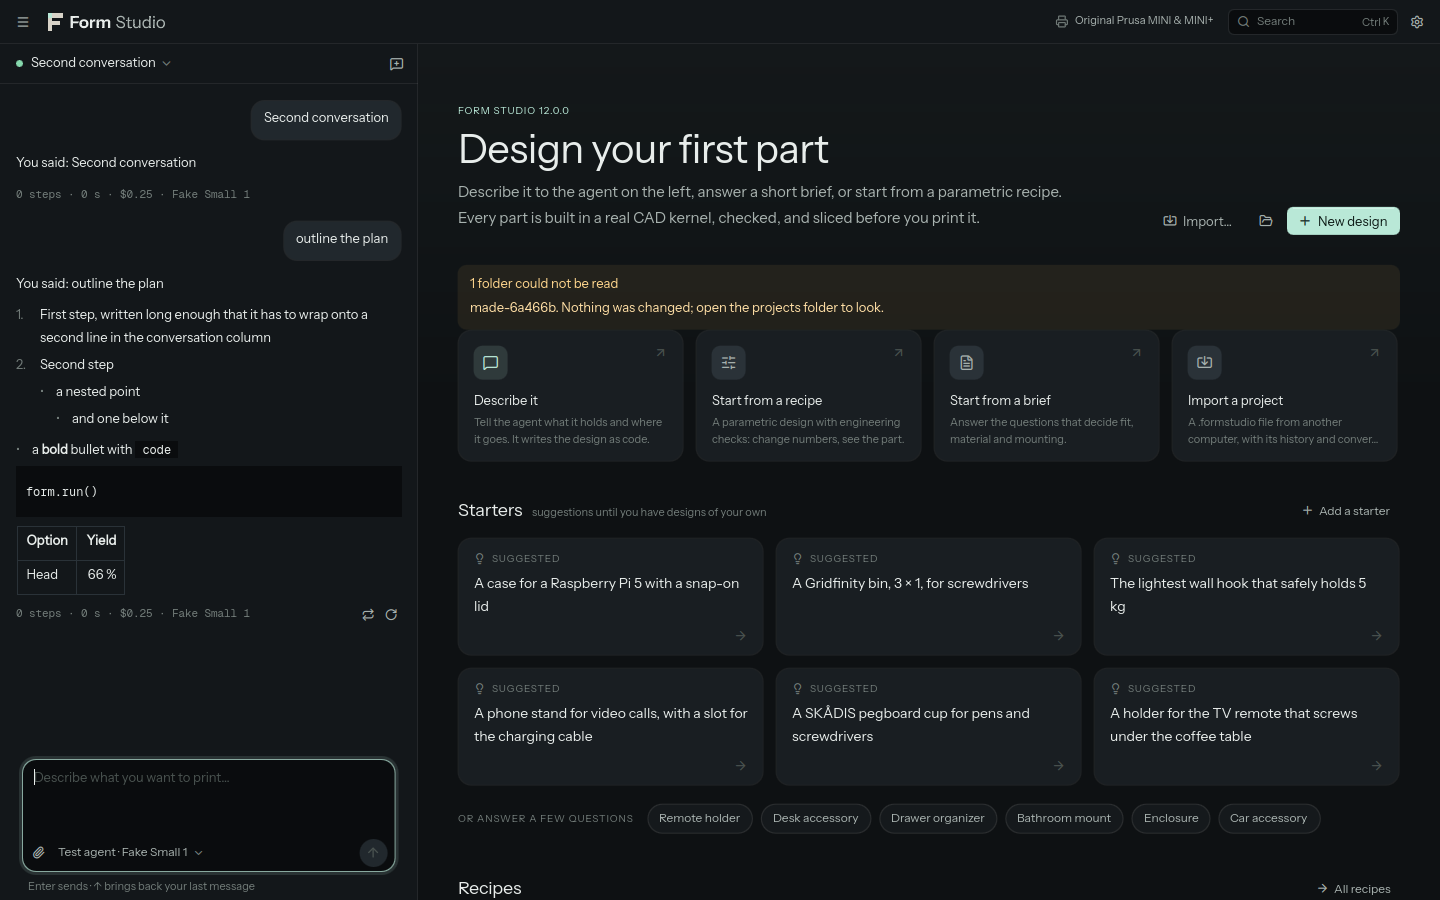 Form Studio
Original Prusa MINI & MINI+
Search
Ctrl K
Second conversation
Second conversation
You said: Second conversation
0 steps · 0 s · $0.25 · Fake Small 1
outline the plan
You said: outline the plan
1. First step, written long enough that it has to wrap onto a
second line in the conversation column
2. Second step
· a nested point
· and one below it
· a bold bullet with code
form.run()
Option Yield
Head 66 %
0 steps · 0 s · $0.25 · Fake Small 1
Describe what you want to print...
Test agent · Fake Small 1
Enter sends · ↑ brings back your last message
FORM STUDIO 12.0.0
Design your first part
Describe it to the agent on the left, answer a short brief, or start from a parametric recipe.
Every part is built in a real CAD kernel, checked, and sliced before you print it.
Import...
+ New design
1 folder could not be read
made-6a466b. Nothing was changed; open the projects folder to look.
Describe it
Tell the agent what it holds and where
it goes. It writes the design as code.
Start from a recipe
A parametric design with engineering
checks: change numbers, see the part.
Start from a brief
Answer the questions that decide fit,
material and mounting.
Import a project
A .formstudio file from another
computer, with its history and conver...
Starters suggestions until you have designs of your own
+ Add a starter
SUGGESTED
A case for a Raspberry Pi 5 with a snap-on
lid
SUGGESTED
A Gridfinity bin, 3 × 1, for screwdrivers
SUGGESTED
The lightest wall hook that safely holds 5
kg
SUGGESTED
A phone stand for video calls, with a slot for
the charging cable
SUGGESTED
A SKÅDIS pegboard cup for pens and
screwdrivers
SUGGESTED
A holder for the TV remote that screws
under the coffee table
OR ANSWER A FEW QUESTIONS
Remote holder
Desk accessory
Drawer organizer
Bathroom mount
Enclosure
Car accessory
Recipes
→ All recipes